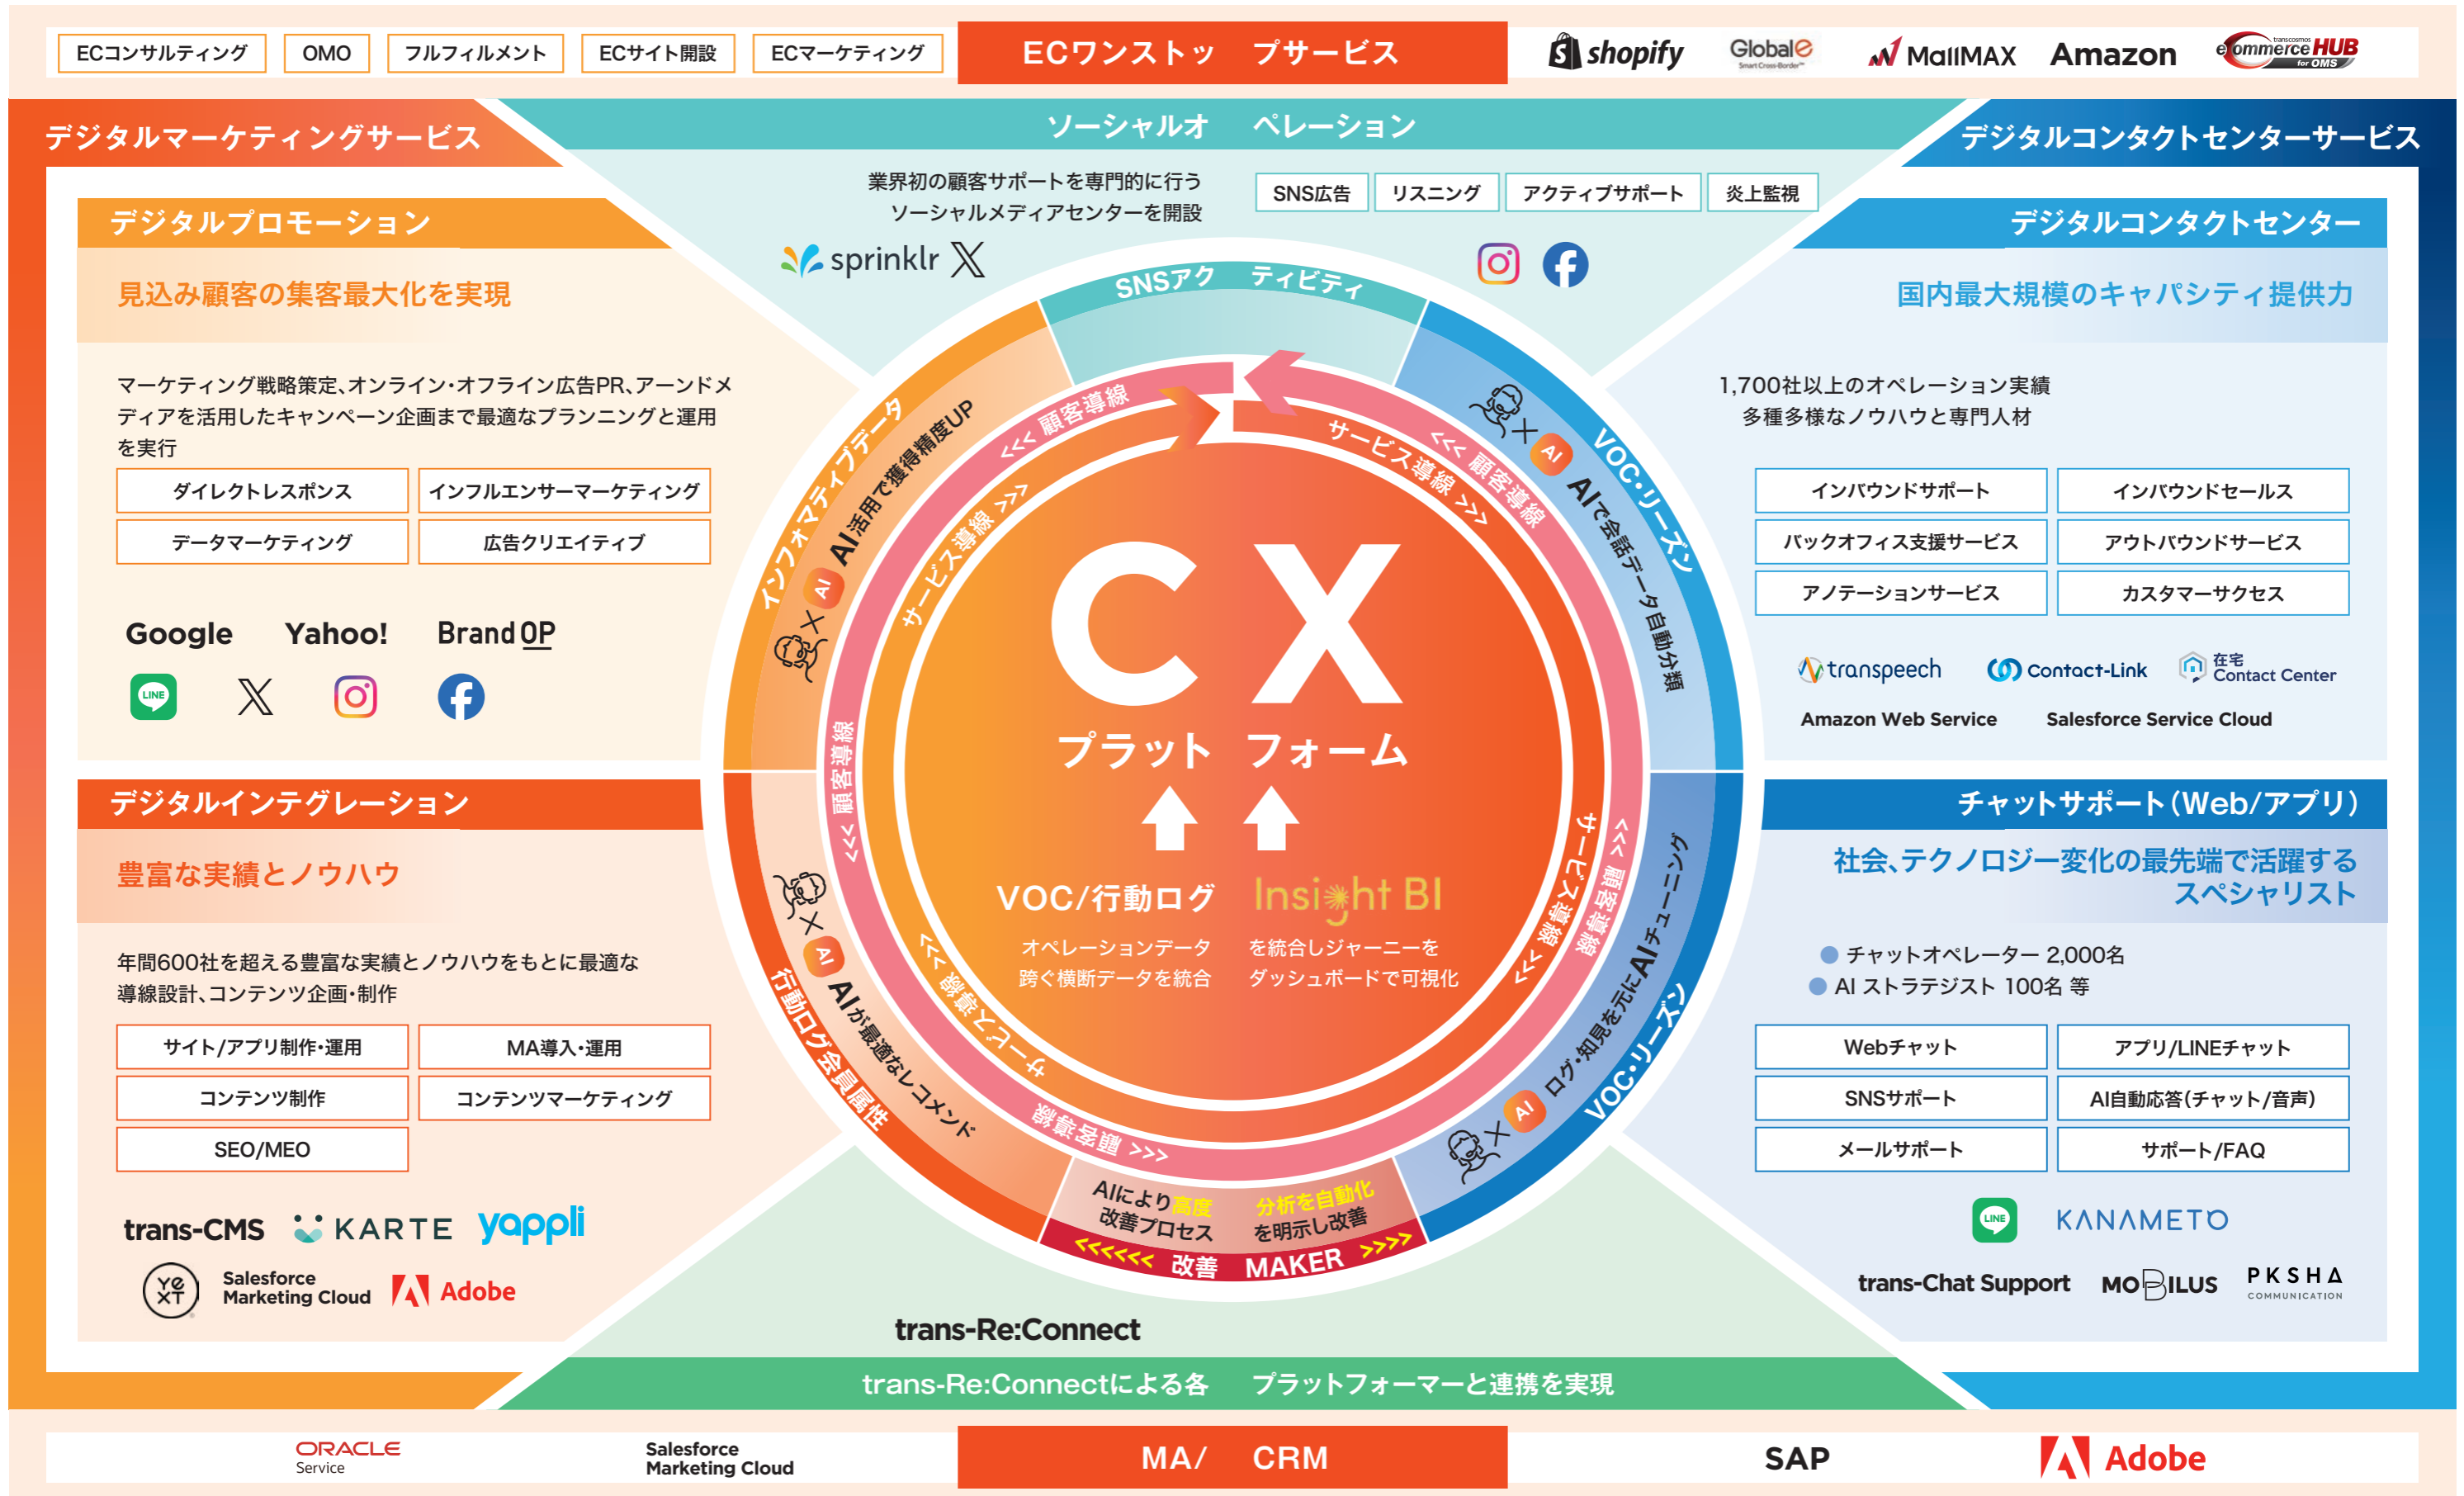 ECコンサルティング
OMO
フルフィルメント
ECサイト開設
ECマーケティング
ECワンストップサービス
shopify
Globale
Smart Cross-Border™
MallMAX
Amazon
transcosmos
eCommerce HUB
for OMS
デジタルマーケティングサービス
デジタルプロモーション
見込み顧客の集客最大化を実現
マーケティング戦略策定、オンライン・オフライン広告PR、アーンドメ
ディアを活用したキャンペーン企画まで最適なプランニングと運用
を実行
ダイレクトレスポンス
インフルエンサーマーケティング
データマーケティング
広告クリエイティブ
Google
Yahoo!
BrandOP
LINE
デジタルインテグレーション
豊富な実績とノウハウ
年間600社を超える豊富な実績とノウハウをもとに最適な
導線設計、コンテンツ企画・制作
サイト/アプリ制作・運用
MA導入・運用
コンテンツ制作
コンテンツマーケティング
SEO/MEO
trans-CMS
KARTE
yappli
YeXT
Salesforce
Marketing Cloud
Adobe
ソーシャルオペレーション
業界初の顧客サポートを専門的に行う
ソーシャルメディアセンターを開設
SNS広告
リスニング
アクティブサポート
炎上監視
sprinklr
SNSアクティビティ
インフォマティブデータ
AI
AI活用で獲得精度UP
VOC・リーズン
AI
AIで会話データ自動分類
<<< 顧客導線
<<< 顧客導線
サービス導線 >>>
サービス導線 >>>
CX
プラットフォーム
VOC/行動ログ
Insight BI
オペレーションデータ
跨ぐ横断データを統合
を統合しジャーニーを
ダッシュボードで可視化
<<< 顧客導線
<<< 顧客導線
<<< 顧客導線
サービス導線 >>>
サービス導線 >>>
行動ログ会員属性
AI
AIが最適なレコメンド
VOC・リーズン
AI
ログ・知見を元にAIチューニング
AIにより高度分析を自動化
改善プロセスを明示し改善
<<<<<< 改善MAKER >>>>
trans-Re:Connect
trans-Re:Connectによる各プラットフォーマーと連携を実現
デジタルコンタクトセンターサービス
デジタルコンタクトセンター
国内最大規模のキャパシティ提供力
1,700社以上のオペレーション実績
多種多様なノウハウと専門人材
インバウンドサポート
インバウンドセールス
バックオフィス支援サービス
アウトバウンドサービス
アノテーションサービス
カスタマーサクセス
transpeech
Contact-Link
在宅
Contact Center
Amazon Web Service
Salesforce Service Cloud
チャットサポート(Web/アプリ)
社会、テクノロジー変化の最先端で活躍する
スペシャリスト
チャットオペレーター 2,000名
AI ストラテジスト 100名 等
Webチャット
アプリ/LINEチャット
SNSサポート
AI自動応答(チャット/音声)
メールサポート
サポート/FAQ
LINE
KANAMETO
trans-Chat Support
MOBILUS
PKSHA
COMMUNICATION
ORACLE
Service
Salesforce
Marketing Cloud
MA/CRM
SAP
Adobe